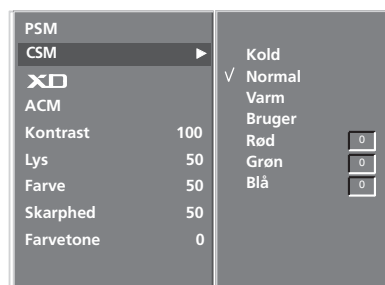 PSM
CSM
XD
ACM
Kontrast 100
Lys 50
Farve 50
Skarphed 50
Farvetone 0
Kold
Normal
Varm
Bruger
Rød 0
Grøn 0
Blå 0